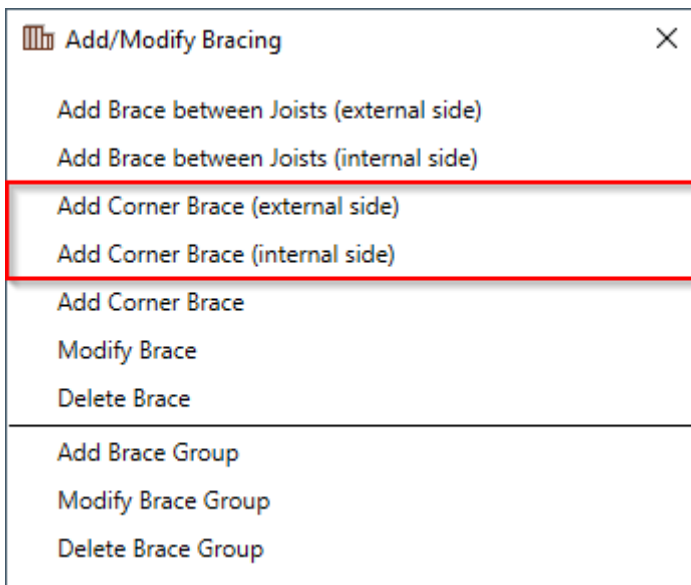 Add/Modify Bracing
Add Brace between Joists (external side)
Add Brace between Joists (internal side)
Add Corner Brace (external side)
Add Corner Brace (internal side)
Add Corner Brace
Modify Brace
Delete Brace
Add Brace Group
Modify Brace Group
Delete Brace Group